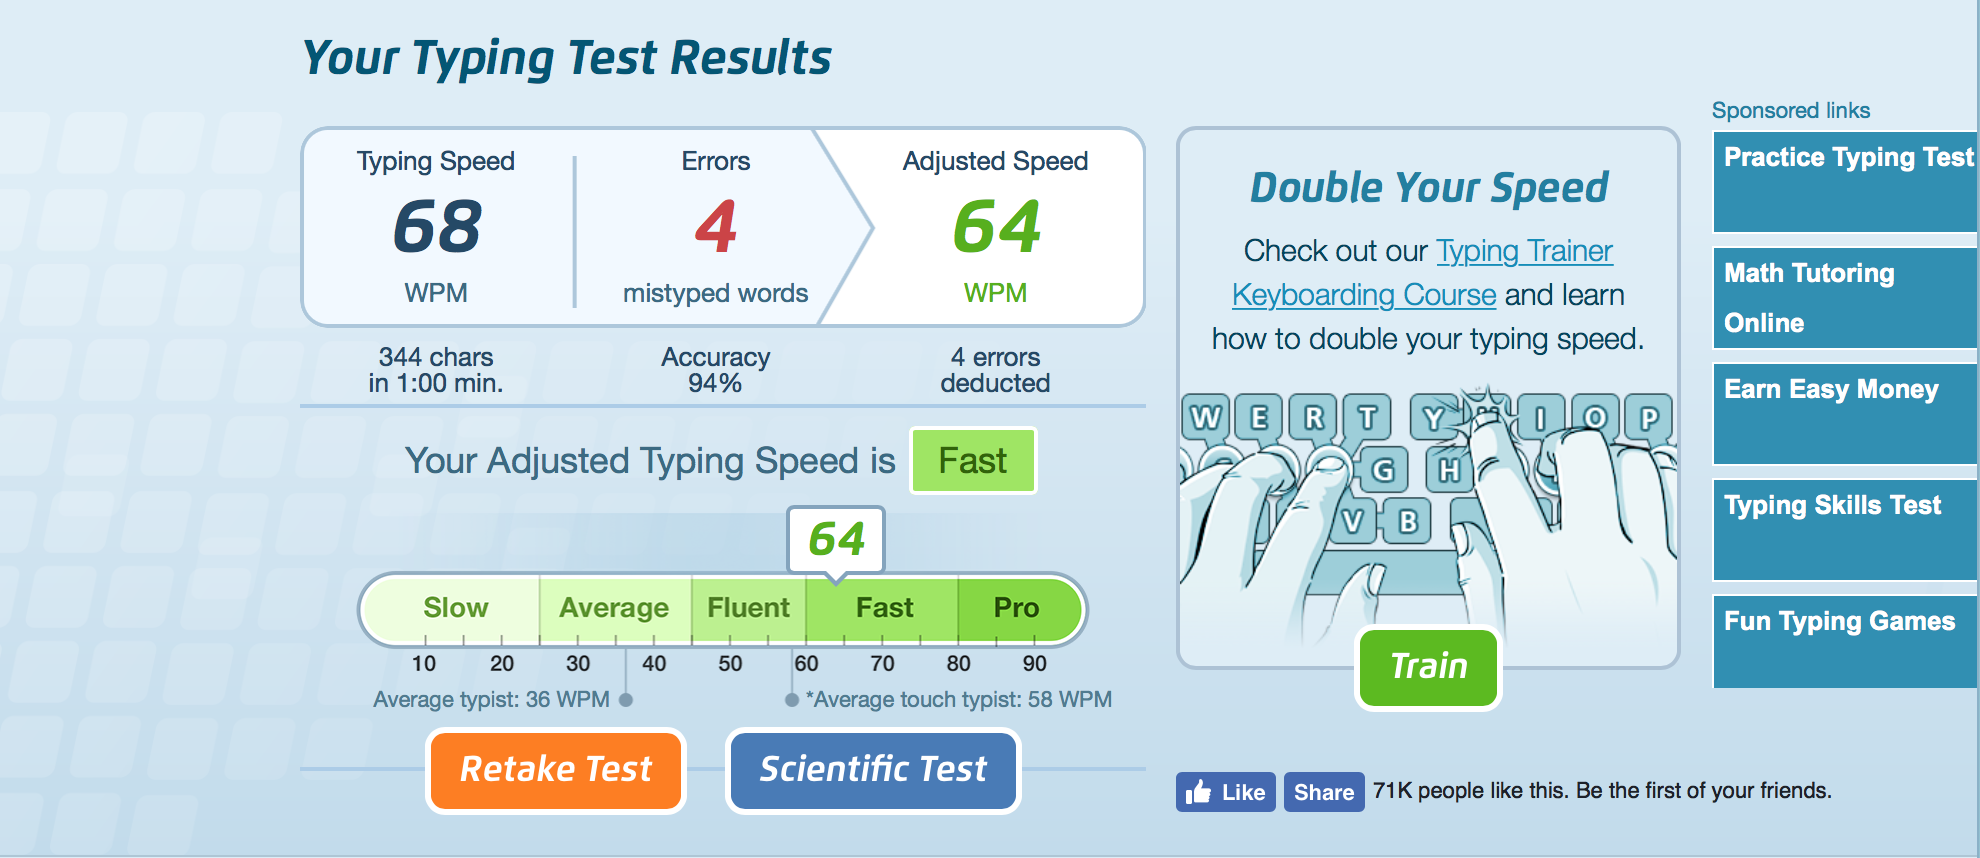 Your Typing Test Results
Typing Speed
68
WPM
344 chars
in 1:00 min.
Errors
4
mistyped words
Accuracy
94%
Adjusted Speed
64
WPM
4 errors
deducted
Your Adjusted Typing Speed is Fast
64
Slow Average Fluent Fast Pro
10 20 30 40 50 60 70 80 90
Average typist: 36 WPM
*Average touch typist: 58 WPM
Retake Test
Scientific Test
Double Your Speed
Check out our Typing Trainer
Keyboarding Course and learn
how to double your typing speed.
W E R T Y I O P
G H
V B
Train
Like Share 71K people like this. Be the first of your friends.
Sponsored links
Practice Typing Test
Math Tutoring
Online
Earn Easy Money
Typing Skills Test
Fun Typing Games